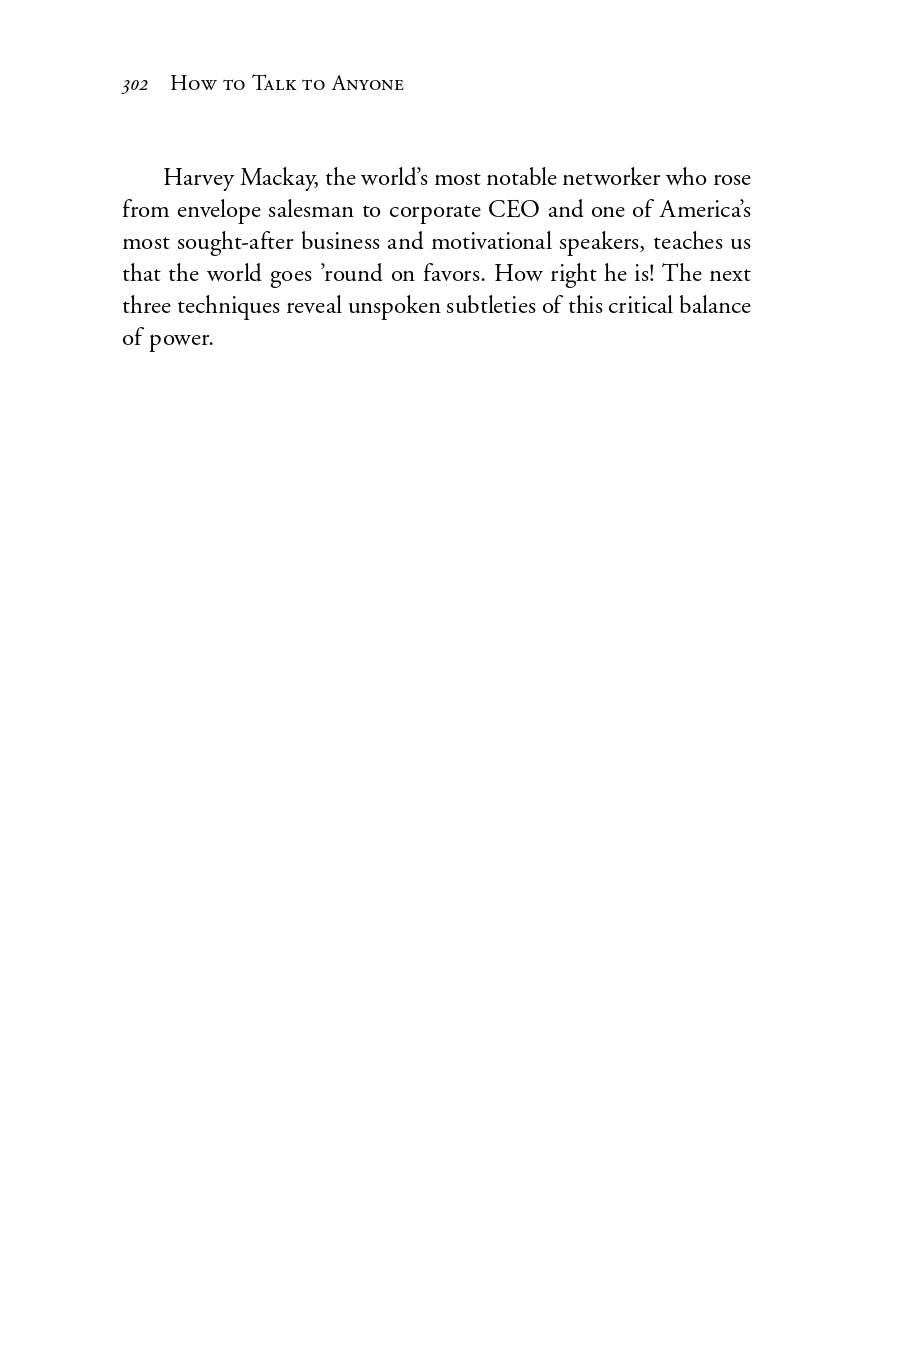 302 How to Talk to Anyone
Harvey Mackay, the world’s most notable networker who rose
from envelope salesman to corporate CEO and one of America’s
most sought-after business and motivational speakers, teaches us
that the world goes ’round on favors. How right he is! The next
three techniques reveal unspoken subtleties of this critical balance
of power.